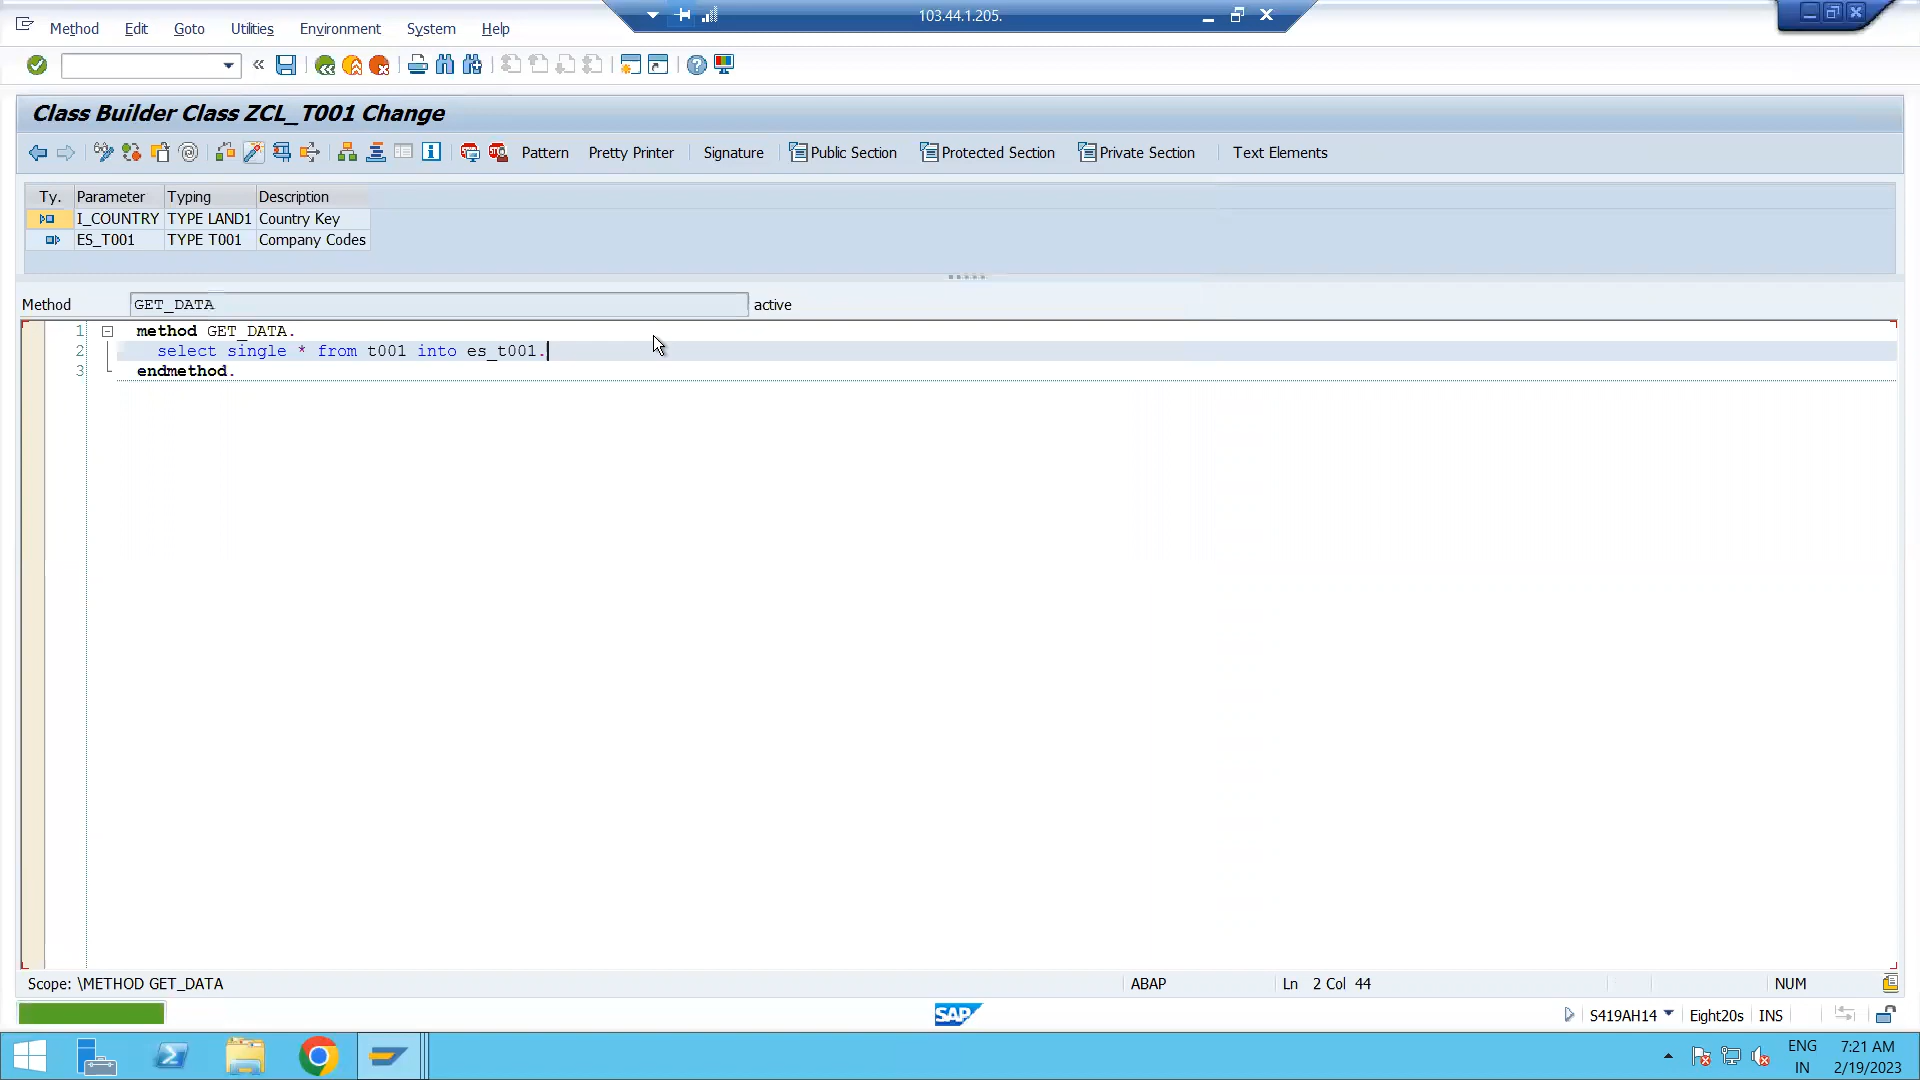 103.44.1.205.
Method Edit Goto Utilities Environment System Help
Class Builder Class ZCL_T001 Change
Pattern Pretty Printer Signature Public Section Protected Section Private Section Text Elements
Ty. Parameter Typing Description
I_COUNTRY TYPE LAND1 Country Key
ES_T001 TYPE T001 Company Codes
Method GET_DATA active
1 method GET_DATA.
2 select single * from t001 into es_t001.
3 endmethod.
Scope: \METHOD GET_DATA ABAP Ln 2 Col 44 NUM
SAP S419AH14 Eight20s INS
ENG 7:21 AM
IN 2/19/2023